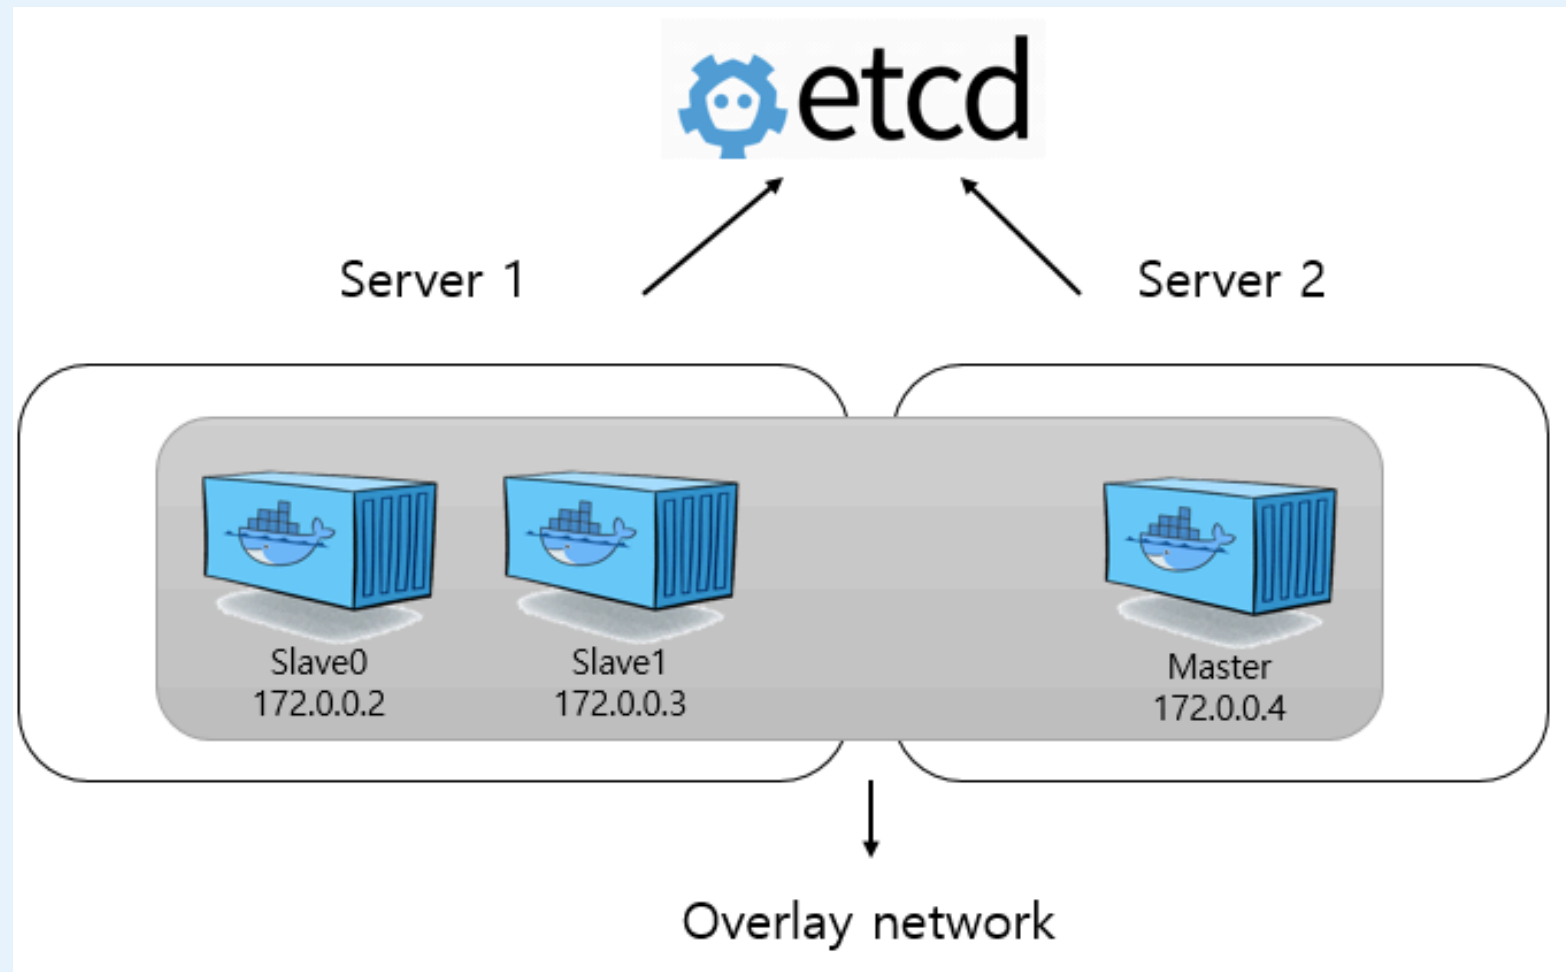 etcd
Server 1
Server 2
Slave0
172.0.0.2
Slave1
172.0.0.3
Master
172.0.0.4
Overlay network